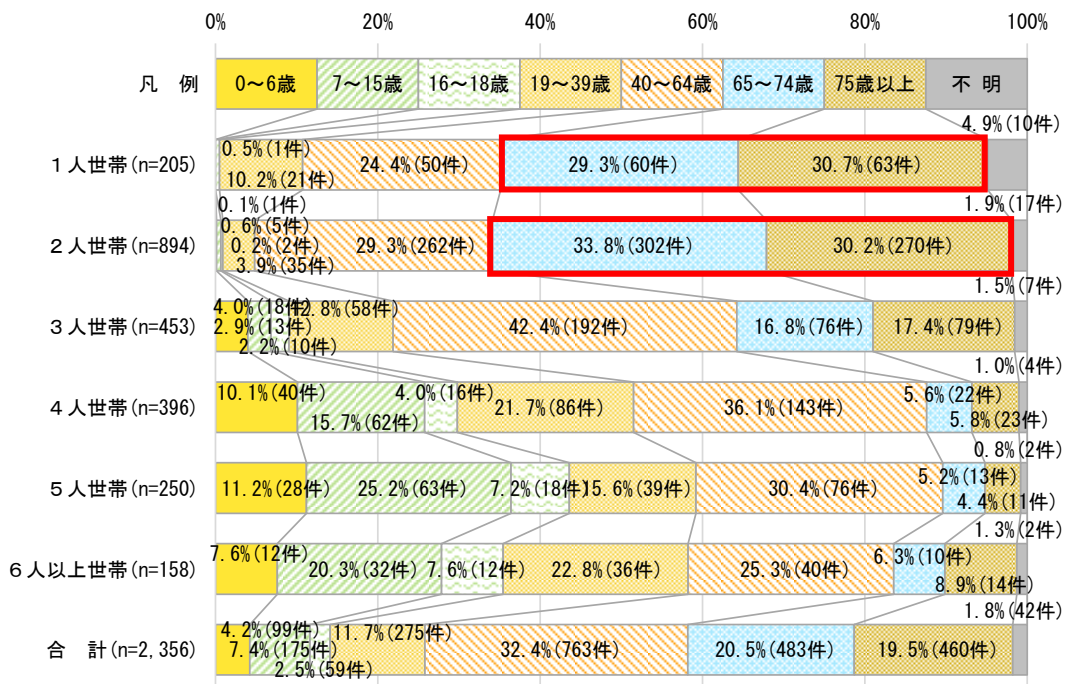 0% 20% 40% 60% 80% 100%
凡 例 0～6歳 7～15歳 16～18歳 19～39歳 40～64歳 65～74歳 75歳以上 不 明
4.9%(10件)
1人世帯(n=205) 0.5%(1件) 10.2%(21件) 24.4%(50件) 29.3%(60件) 30.7%(63件)
0.1%(1件) 1.9%(17件)
2人世帯(n=894) 0.6%(5件) 0.2%(2件) 3.9%(35件) 29.3%(262件) 33.8%(302件) 30.2%(270件)
1.5%(7件)
3人世帯(n=453) 4.0%(18件) 2.9%(13件) 2.2%(10件) 12.8%(58件) 42.4%(192件) 16.8%(76件) 17.4%(79件)
1.0%(4件)
4人世帯(n=396) 10.1%(40件) 15.7%(62件) 4.0%(16件) 21.7%(86件) 36.1%(143件) 5.6%(22件) 5.8%(23件)
0.8%(2件)
5人世帯(n=250) 11.2%(28件) 25.2%(63件) 7.2%(18件) 15.6%(39件) 30.4%(76件) 5.2%(13件) 4.4%(11件)
1.3%(2件)
6人以上世帯(n=158) 7.6%(12件) 20.3%(32件) 7.6%(12件) 22.8%(36件) 25.3%(40件) 6.3%(10件) 8.9%(14件)
1.8%(42件)
合 計(n=2,356) 4.2%(99件) 7.4%(175件) 2.5%(59件) 11.7%(275件) 32.4%(763件) 20.5%(483件) 19.5%(460件)